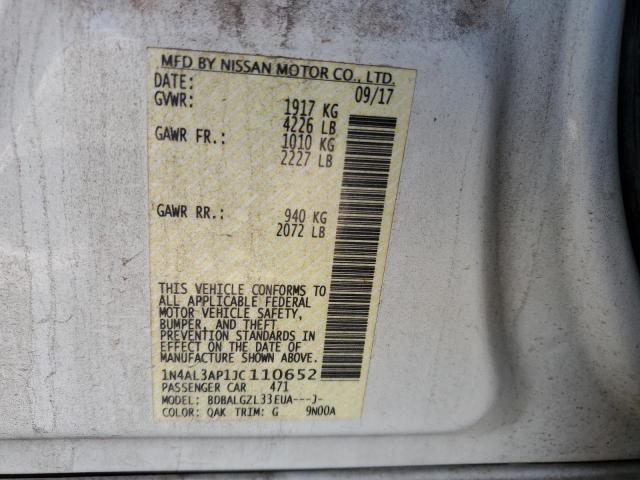 MFD BY NISSAN MOTOR CO., LTD.
DATE: 09/17
GVWR: 1917 KG
4226 LB
GAWR FR.: 1010 KG
2227 LB
GAWR RR.: 940 KG
2072 LB
THIS VEHICLE CONFORMS TO
ALL APPLICABLE FEDERAL
MOTOR VEHICLE SAFETY,
BUMPER, AND THEFT
PREVENTION STANDARDS IN
EFFECT ON THE DATE OF
MANUFACTURE SHOWN ABOVE.
1N4AL3AP1JC110652
PASSENGER CAR 471
MODEL: BDBALGZL33EUA---J-
COLOR: QAK TRIM: G 9N00A